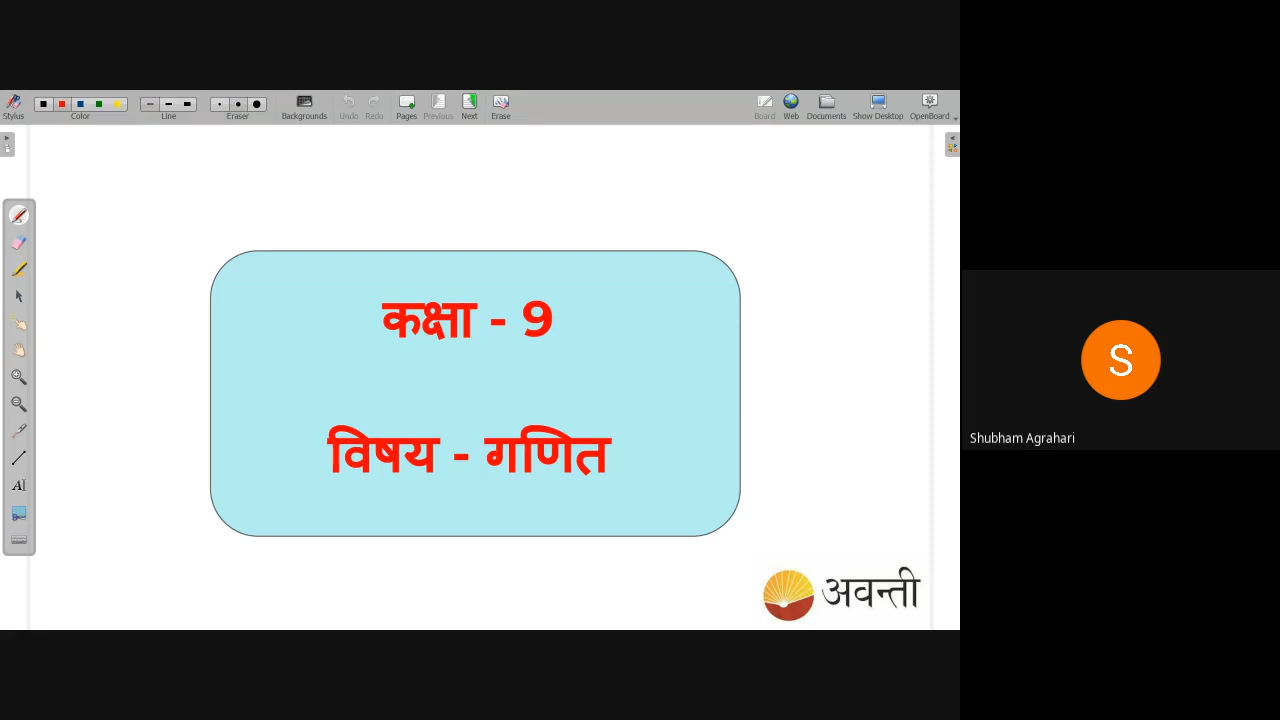 Stylus
Color
Line
Eraser
Backgrounds
Undo
Redo
Pages
Previous
Next
Erase
Board
Web
Documents
Show Desktop
OpenBoard
कक्षा - 9
विषय - गणित
अवन्ती
A
S
Shubham Agrahari